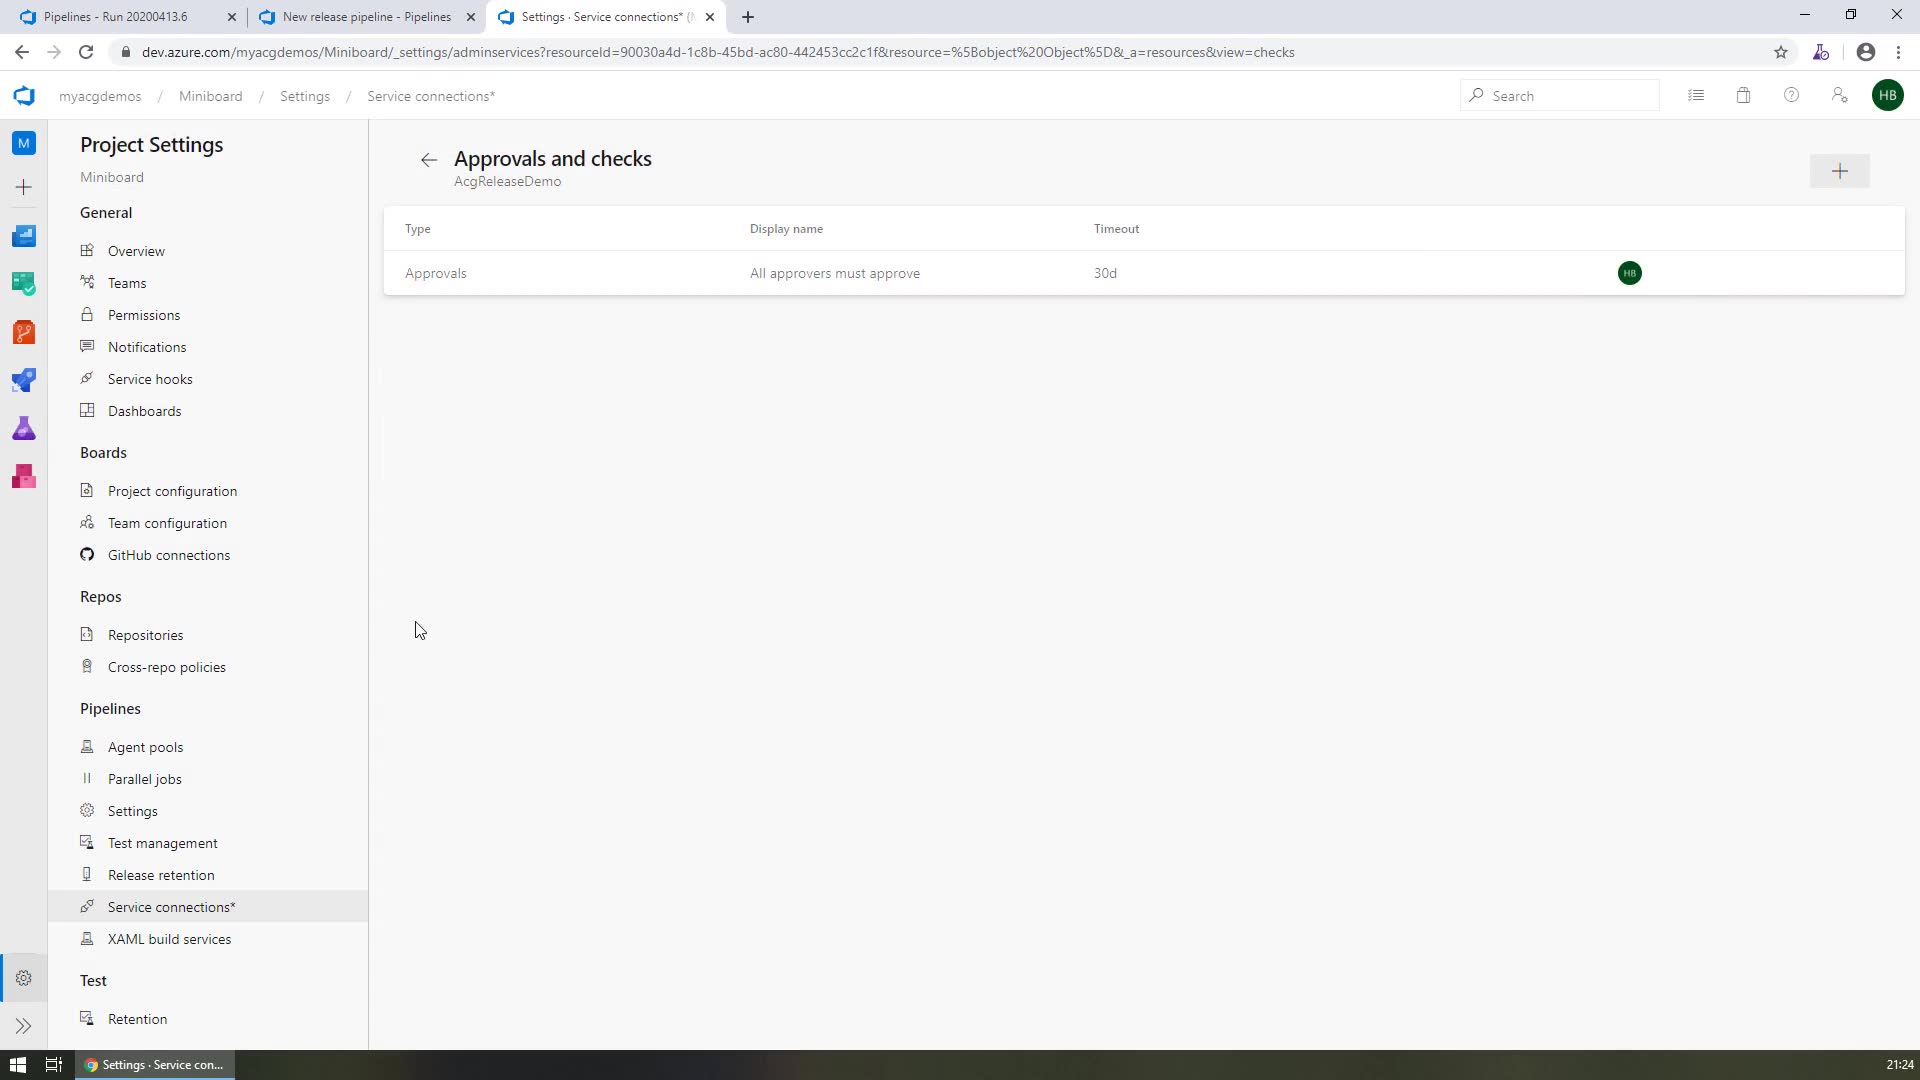 Pipelines - Run 20200413.6
New release pipeline - Pipelines
Settings · Service connections* (
dev.azure.com/myacgdemos/Miniboard/_settings/adminservices?resourceId=90030a4d-1c8b-45bd-ac80-442453cc2c1f&resource=%5Bobject%20Object%5D&_a=resources&view=checks
myacgdemos / Miniboard / Settings / Service connections*
Search
HB
M
Project Settings
Miniboard
General
Overview
Teams
Permissions
Notifications
Service hooks
Dashboards
Boards
Project configuration
Team configuration
GitHub connections
Repos
Repositories
Cross-repo policies
Pipelines
Agent pools
Parallel jobs
Settings
Test management
Release retention
Service connections*
XAML build services
Test
Retention
Approvals and checks
AcgReleaseDemo
Type Display name Timeout
Approvals All approvers must approve 30d HB
Settings · Service con...
21:24